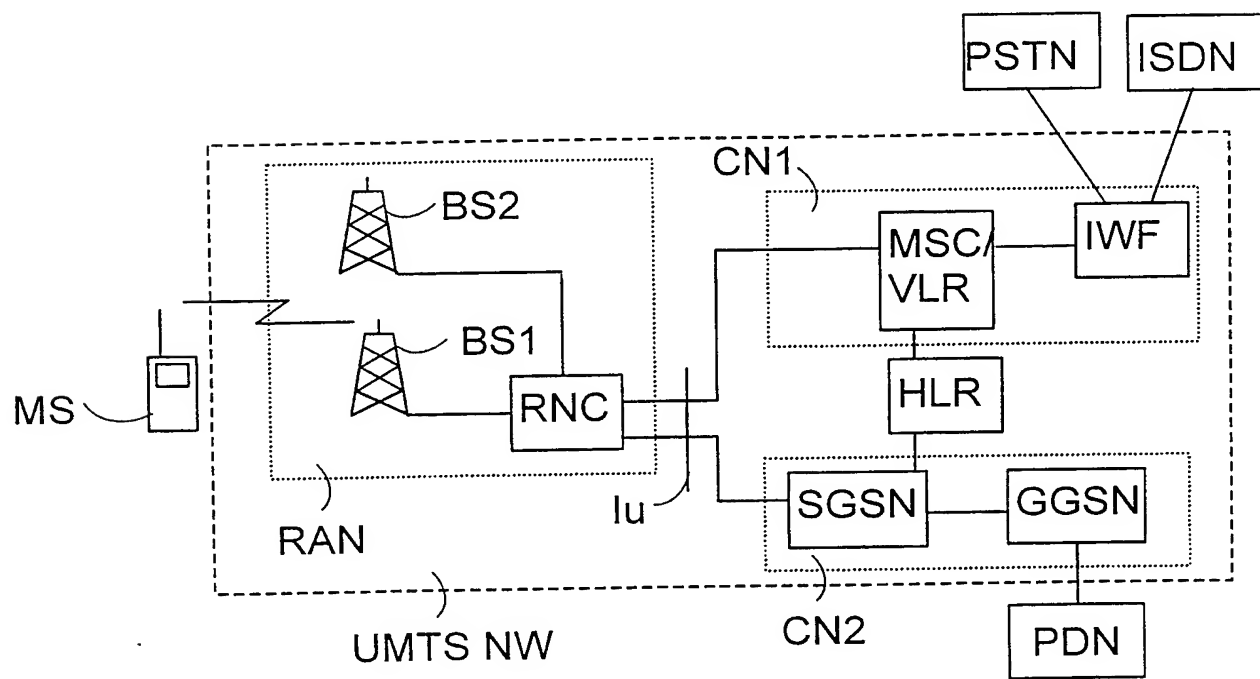 PSTN
ISDN
CN1
BS2
MSC/
VLR
IWF
BS1
MS
RNC
HLR
Iu
SGSN
GGSN
RAN
UMTS NW
CN2
PDN